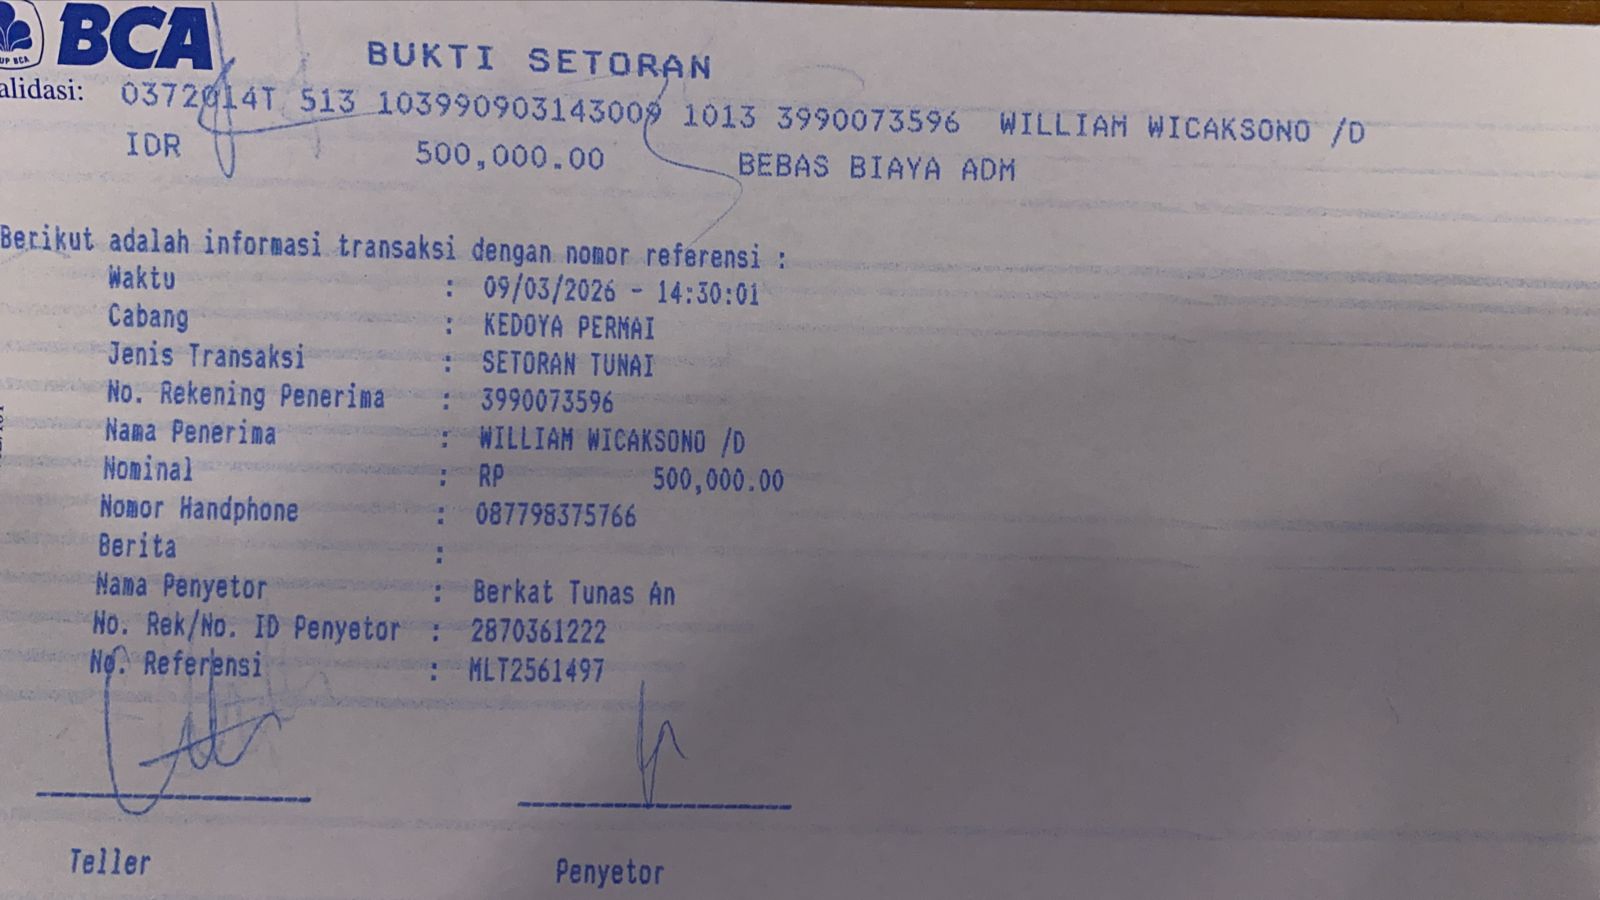 BCA
BUKTI SETORAN
alidasi: 0372014T 513 103990903143009 1013 3990073596 WILLIAM WICAKSONO /D
IDR 500,000.00 BEBAS BIAYA ADM
Berikut adalah informasi transaksi dengan nomor referensi :
Waktu : 09/03/2026 - 14:30:01
Cabang : KEDOYA PERMAI
Jenis Transaksi : SETORAN TUNAI
No. Rekening Penerima : 3990073596
Nama Penerima : WILLIAM WICAKSONO /D
Nominal : RP 500,000.00
Nomor Handphone : 087798375766
Berita :
Nama Penyetor : Berkat Tunas An
No. Rek/No. ID Penyetor : 2870361222
No. Referensi : MLT2561497
Teller Penyetor